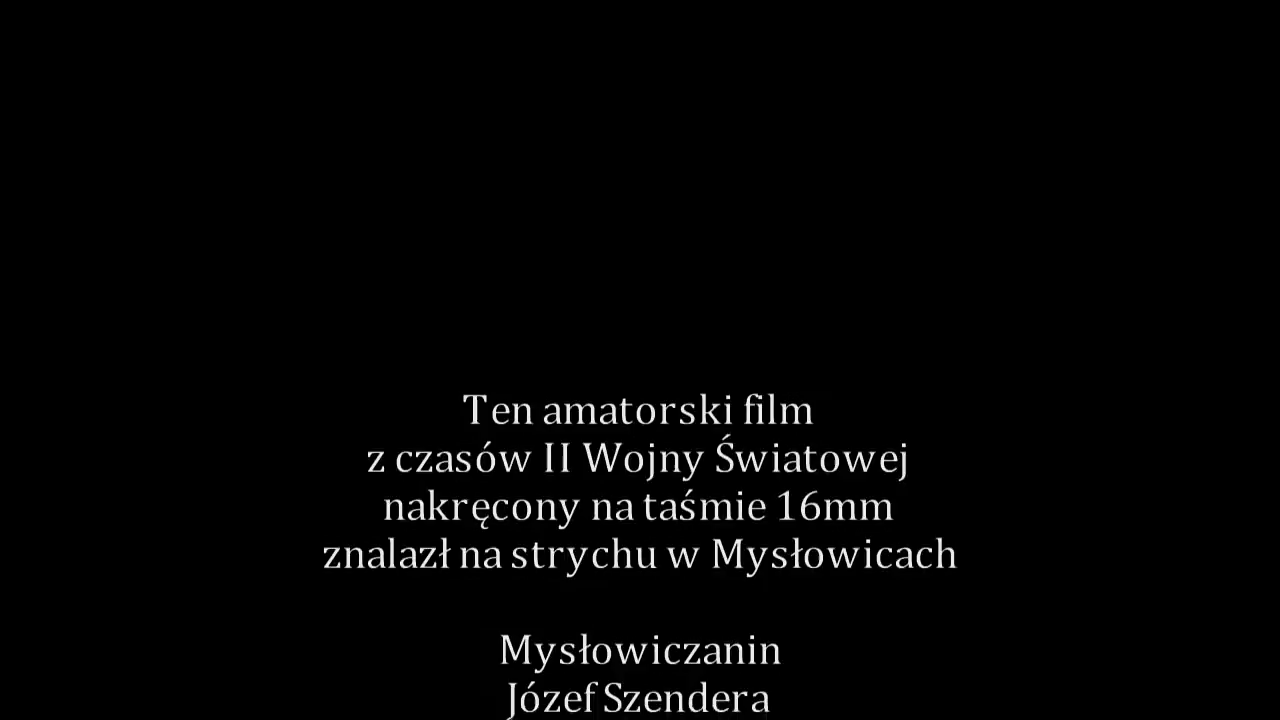 Ten amatorski film
z czasów II Wojny Światowej
nakręcony na taśmie 16mm
znalazł na strychu w Mysłowicach
Mysłowiczanin
Józef Szendera